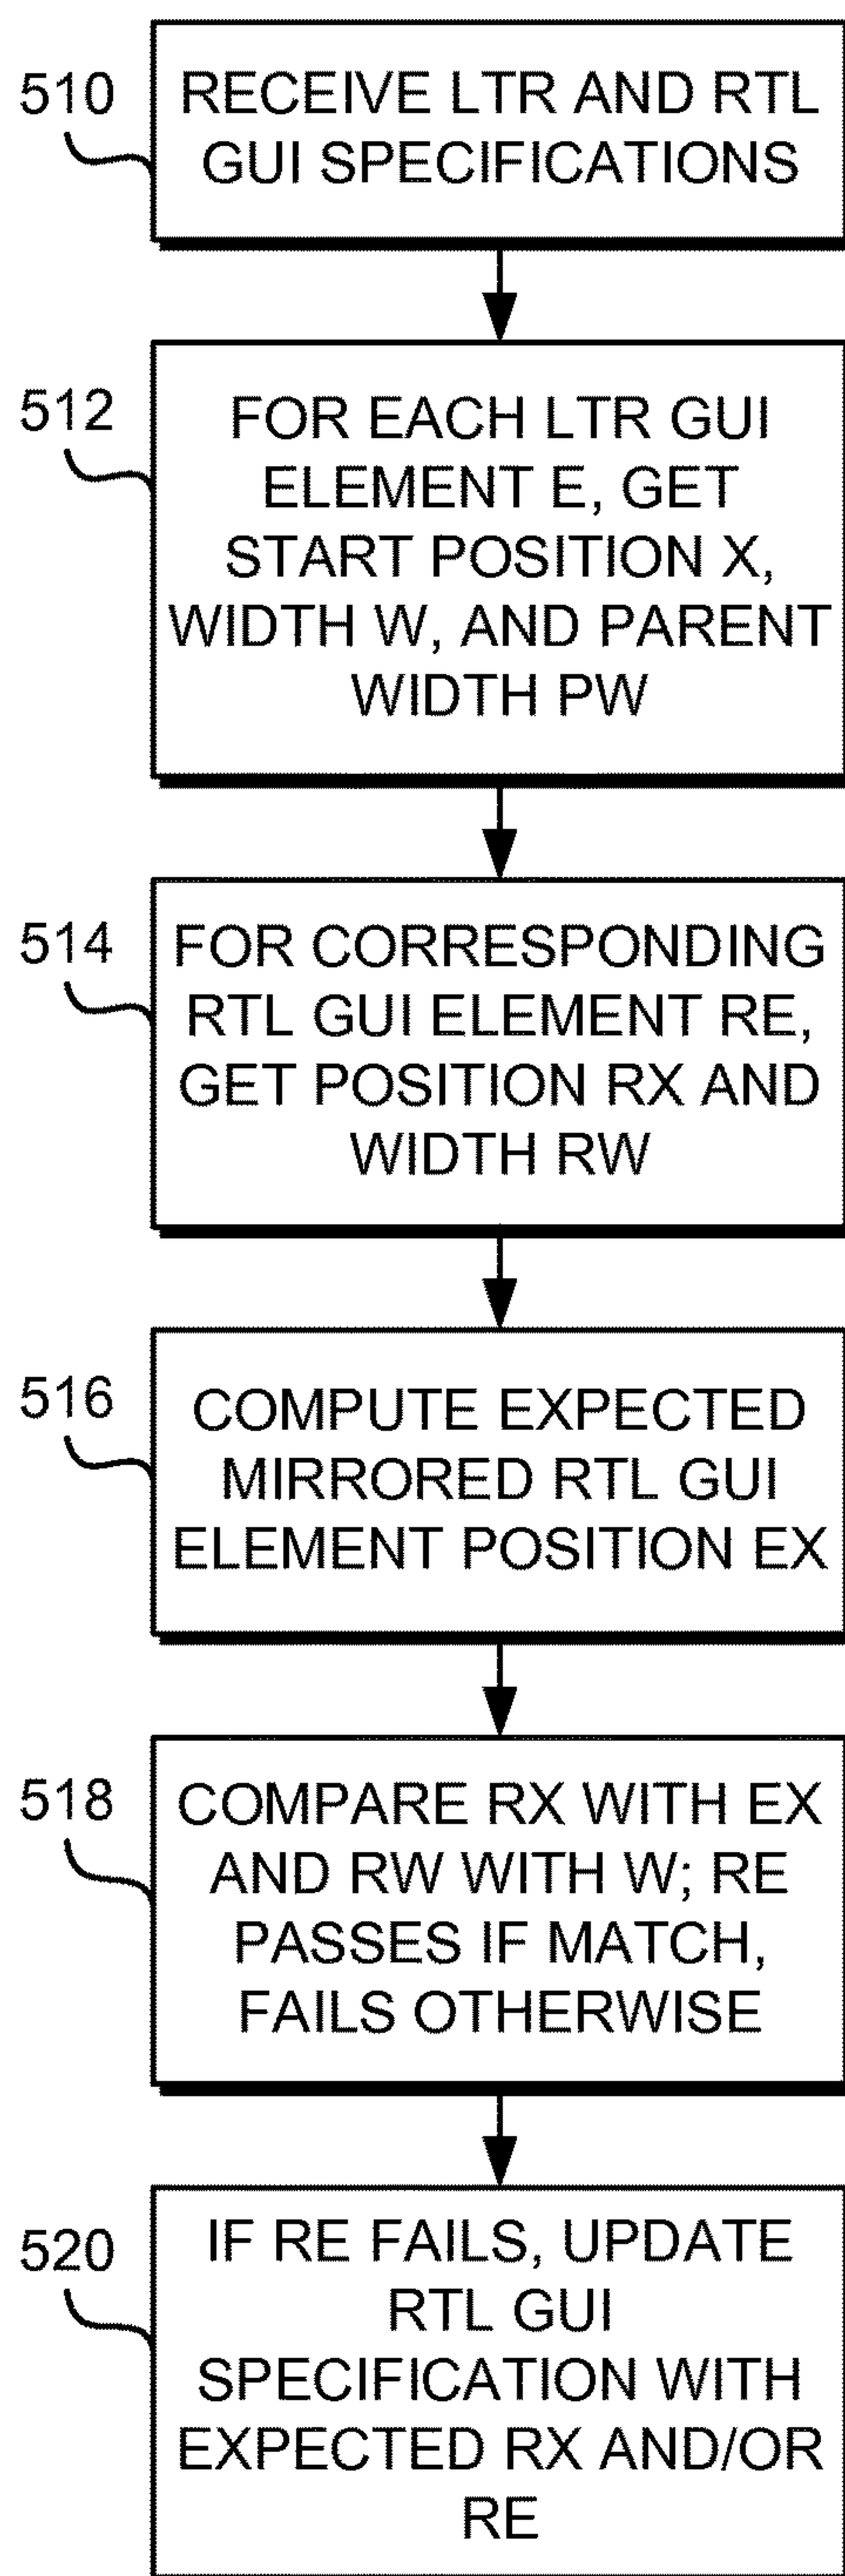 510
RECEIVE LTR AND RTL
GUI SPECIFICATIONS
512
FOR EACH LTR GUI
ELEMENT E, GET
START POSITION X,
WIDTH W, AND PARENT
WIDTH PW
514
FOR CORRESPONDING
RTL GUI ELEMENT RE,
GET POSITION RX AND
WIDTH RW
516
COMPUTE EXPECTED
MIRRORED RTL GUI
ELEMENT POSITION EX
518
COMPARE RX WITH EX
AND RW WITH W; RE
PASSES IF MATCH,
FAILS OTHERWISE
520
IF RE FAILS, UPDATE
RTL GUI
SPECIFICATION WITH
EXPECTED RX AND/OR
RE